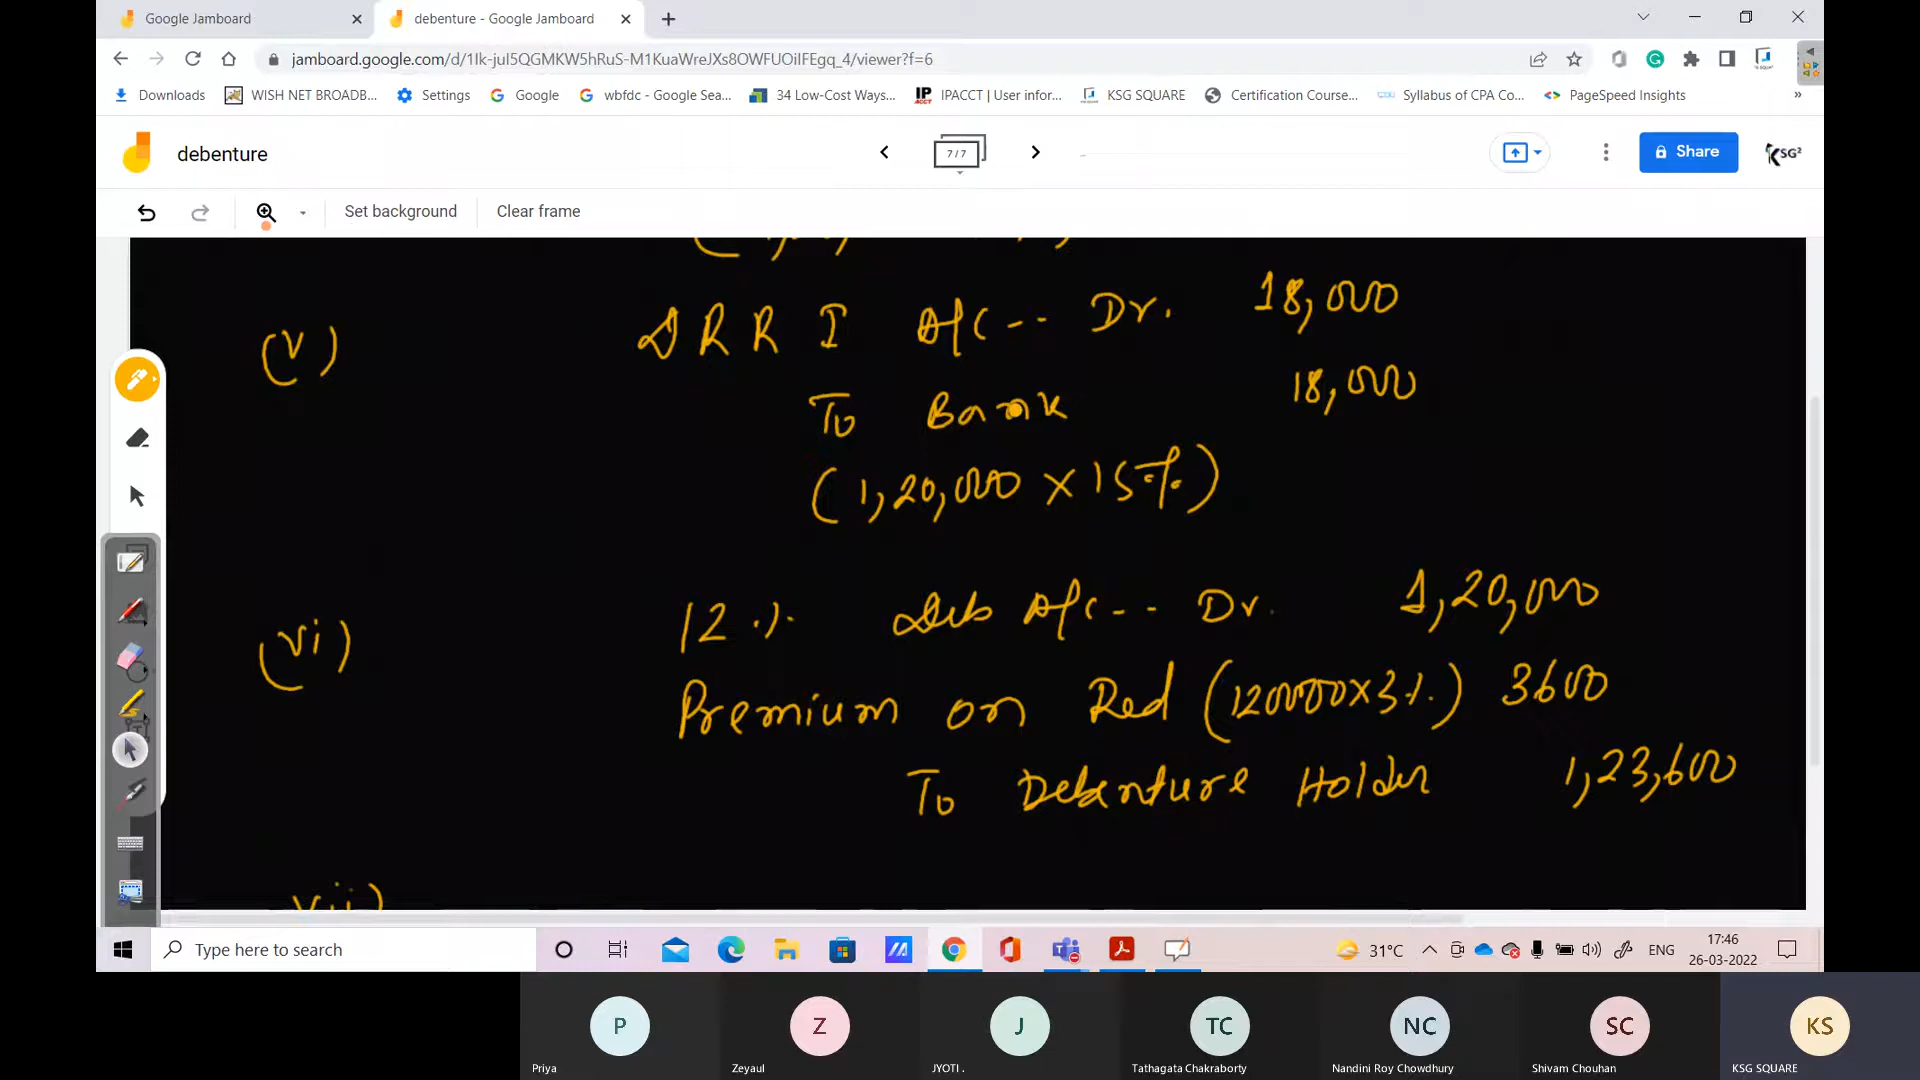 Google Jamboard
debenture - Google Jamboard
jamboard.google.com/d/1Ik-juI5QGMKW5hRuS-M1KuaWreJXs8OWFUOilFEgq_4/viewer?f=6
Downloads WISH NET BROADB... Settings Google wbfdc - Google Sea... 34 Low-Cost Ways... IPACCT | User infor... KSG SQUARE Certification Course... Syllabus of CPA Co... PageSpeed Insights »
debenture
7/7
Share
KSG²
Set background Clear frame
(v) DRRI A/c-- Dr. 18,000
To Bank 18,000
(1,20,000 x 15%)
(vi) 12% Deb A/c-- Dr. 1,20,000
Premium on Red (120000x3%) 3600
To Debenture Holder 1,23,600
vii)
Type here to search
31°C ENG 17:46
26-03-2022
P Z J TC NC SC KS
Priya Zeyaul JYOTI . Tathagata Chakraborty Nandini Roy Chowdhury Shivam Chouhan KSG SQUARE